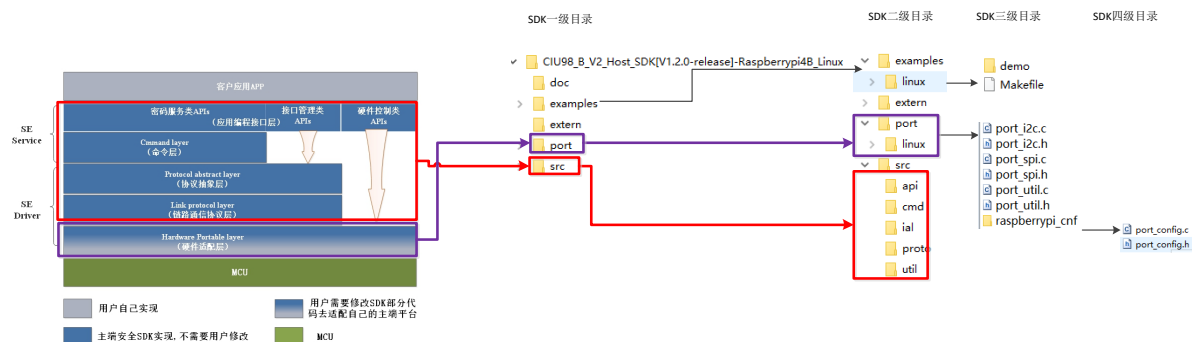 SDK一级目录
SDK二级目录
SDK三级目录
SDK四级目录
客户应用APP
密码服务类APIs
接口管理类
APIs
硬件控制类
APIs
(应用编程接口层)
SE
Service
Cmmand layer
(命令层)
Protocol abstract layer
(协议抽象层)
SE
Driver
Link protocol layer
(链路通信协议层)
Hardware Portable layer
(硬件适配层)
MCU
用户自己实现
用户需要修改SDK部分代
码去适配自己的主端平台
主端安全SDK实现,不需要用户修改
MCU
CIU98_B_V2_Host_SDK[V1.2.0-release]-Raspberrypi4B_Linux
doc
examples
extern
port
src
examples
linux
extern
port
linux
src
api
cmd
ial
proto
util
demo
Makefile
port_i2c.c
port_i2c.h
port_spi.c
port_spi.h
port_util.c
port_util.h
raspberrypi_cnf
port_config.c
port_config.h